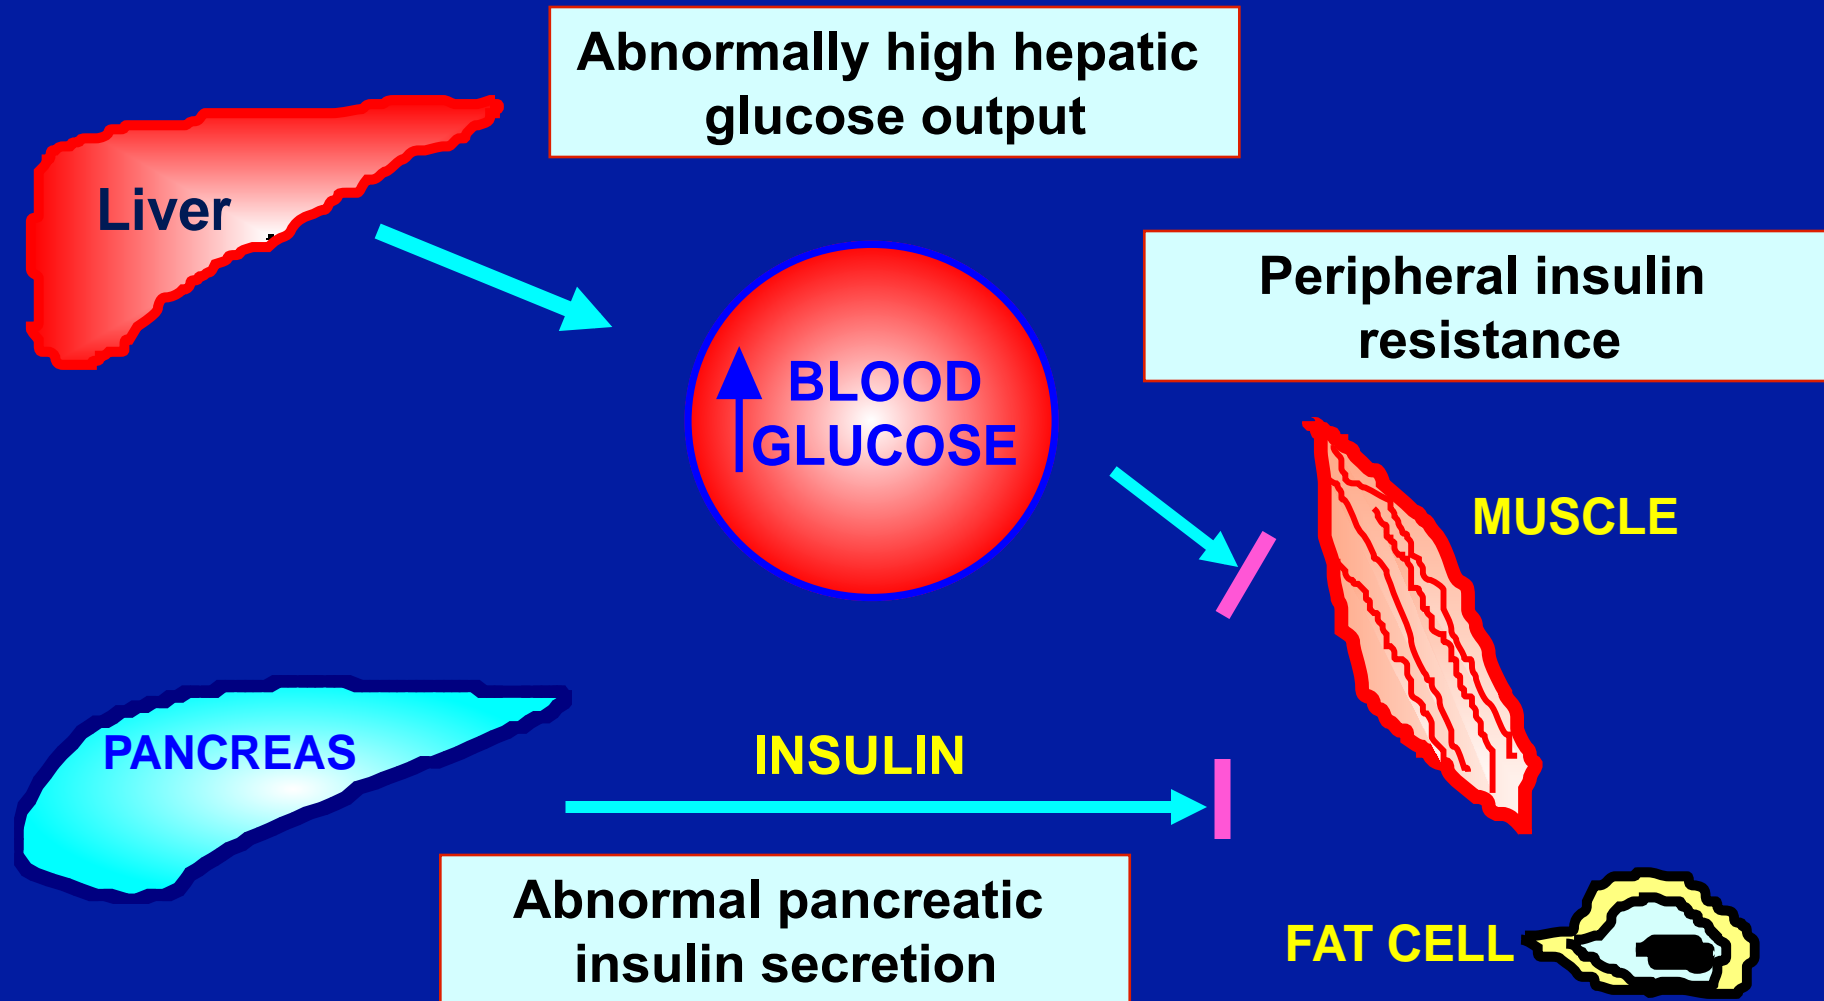 Abnormally high hepatic
glucose output
Liver
Peripheral insulin
resistance
BLOOD
GLUCOSE
MUSCLE
PANCREAS
INSULIN
Abnormal pancreatic
insulin secretion
FAT CELL